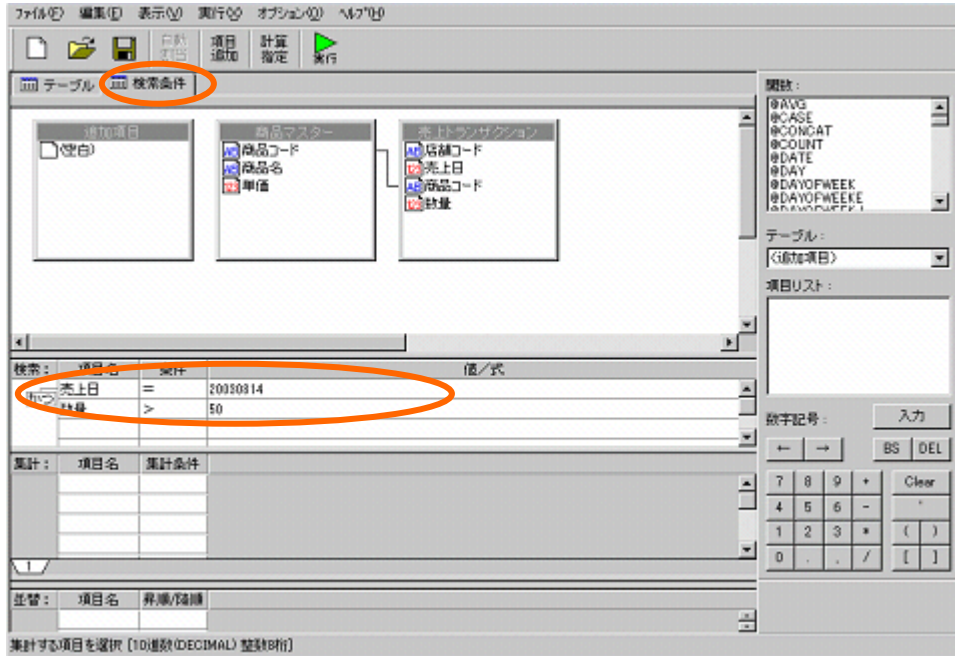 ファイル(F) 編集(E) 表示(V) 実行(X) オプション(O) ヘルプ(H)
自動割当 項目追加 計算指定 実行
テーブル 検索条件
追加項目
(空白)
商品マスター
商品コード
商品名
単価
売上トランザクション
店舗コード
売上日
商品コード
数量
検索: 項目名 条件 値/式
かつ 売上日 = 20030814
数量 > 50
集計: 項目名 集計条件
1
並替: 項目名 昇順/降順
集計する項目を選択 [10進数(DECIMAL) 整数8桁]
関数:
@AVG
@CASE
@CONCAT
@COUNT
@DATE
@DAY
@DAYOFWEEK
@DAYOFWEEKE
テーブル:
<追加項目>
項目リスト:
数字記号: 入力
← → BS DEL
7 8 9 + Clear
4 5 6 - '
1 2 3 * ( )
0 . , / [ ]